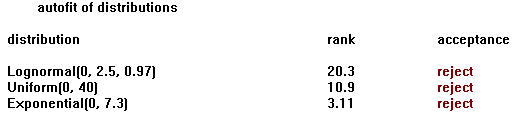 autofit of distributions
distribution rank acceptance
Lognormal(0, 2.5, 0.97) 20.3 reject
Uniform(0, 40) 10.9 reject
Exponential(0, 7.3) 3.11 reject